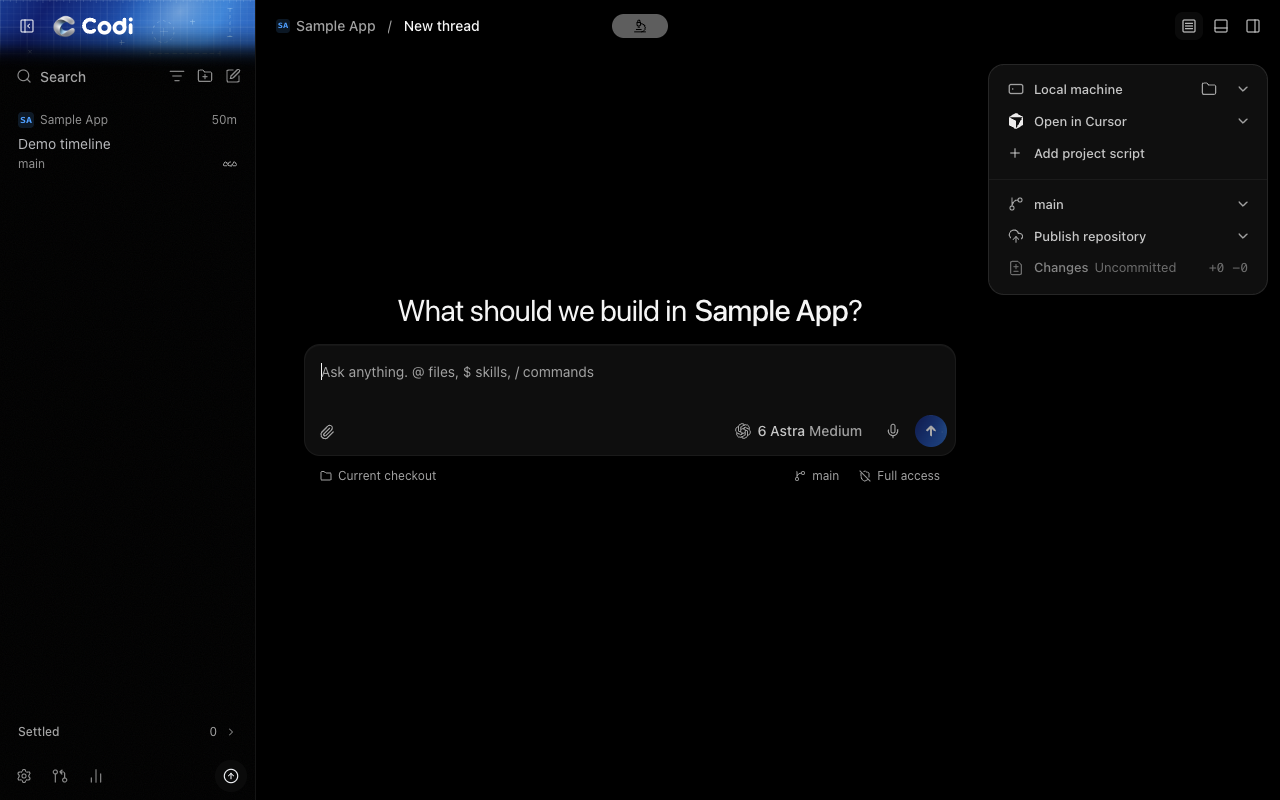 Codi
SA Sample App / New thread
Search
SA Sample App 50m
Demo timeline
main
Local machine
Open in Cursor
Add project script
main
Publish repository
Changes Uncommitted +0 −0
What should we build in Sample App?
Ask anything. @ files, $ skills, / commands
6 Astra Medium
Current checkout main Full access
Settled 0